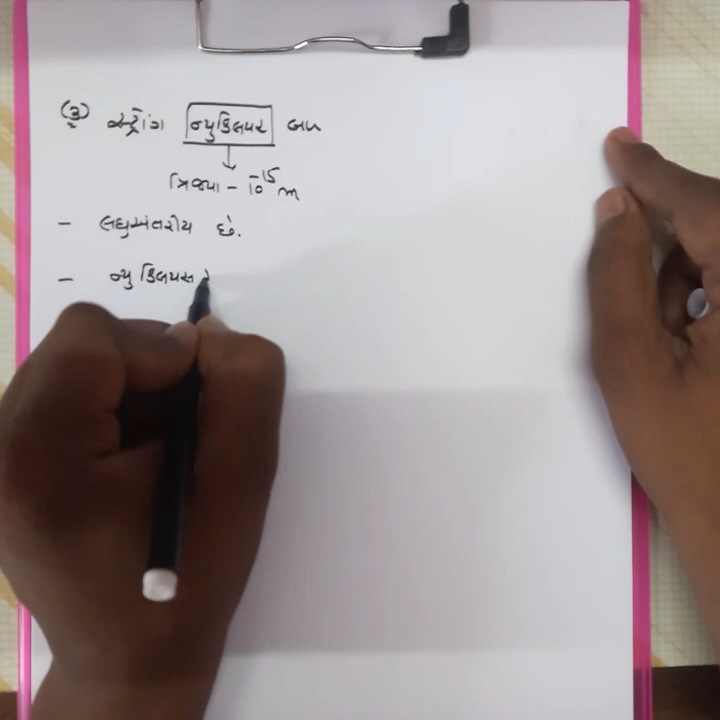 (૩) સ્ટ્રોંગ ન્યુક્લિયર બળ
ત્રિજ્યા - 10⁻¹⁵ m
- લઘુઅંતરીય છે.
- ન્યુક્લિયસ